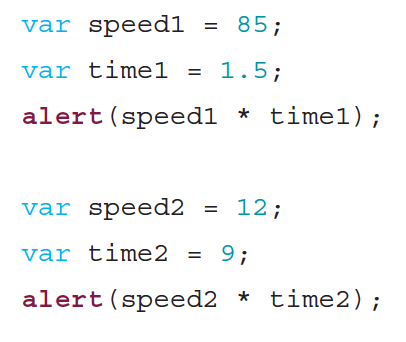 var speed1 = 85;
var time1 = 1.5;
alert(speed1 * time1);
var speed2 = 12;
var time2 = 9;
alert(speed2 * time2);